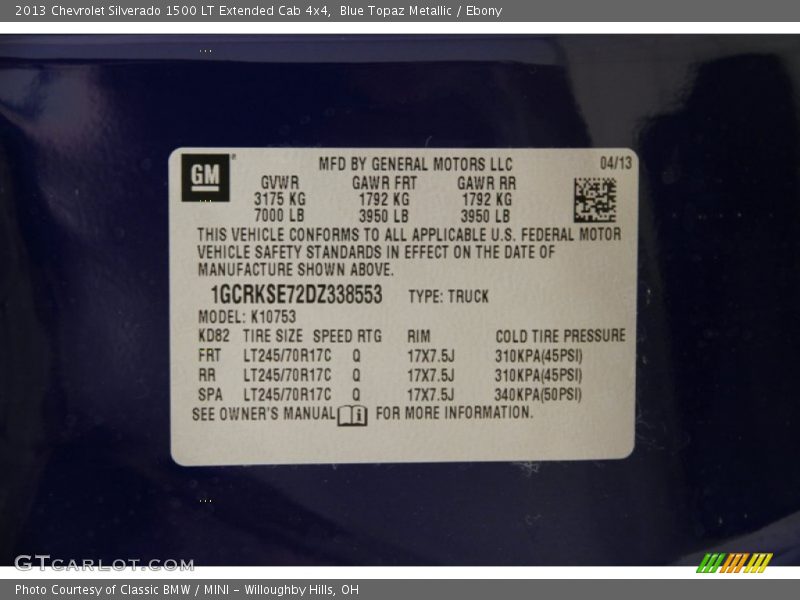 2013 Chevrolet Silverado 1500 LT Extended Cab 4x4, Blue Topaz Metallic / Ebony
GM MFD BY GENERAL MOTORS LLC 04/13
GVWR GAWR FRT GAWR RR
3175 KG 1792 KG 1792 KG
7000 LB 3950 LB 3950 LB
THIS VEHICLE CONFORMS TO ALL APPLICABLE U.S. FEDERAL MOTOR
VEHICLE SAFETY STANDARDS IN EFFECT ON THE DATE OF
MANUFACTURE SHOWN ABOVE.
1GCRKSE72DZ338553 TYPE: TRUCK
MODEL: K10753
KD82 TIRE SIZE SPEED RTG RIM COLD TIRE PRESSURE
FRT LT245/70R17C Q 17X7.5J 310KPA(45PSI)
RR LT245/70R17C Q 17X7.5J 310KPA(45PSI)
SPA LT245/70R17C Q 17X7.5J 340KPA(50PSI)
SEE OWNER'S MANUAL FOR MORE INFORMATION.
GTCARLOT.COM
Photo Courtesy of Classic BMW / MINI - Willoughby Hills, OH